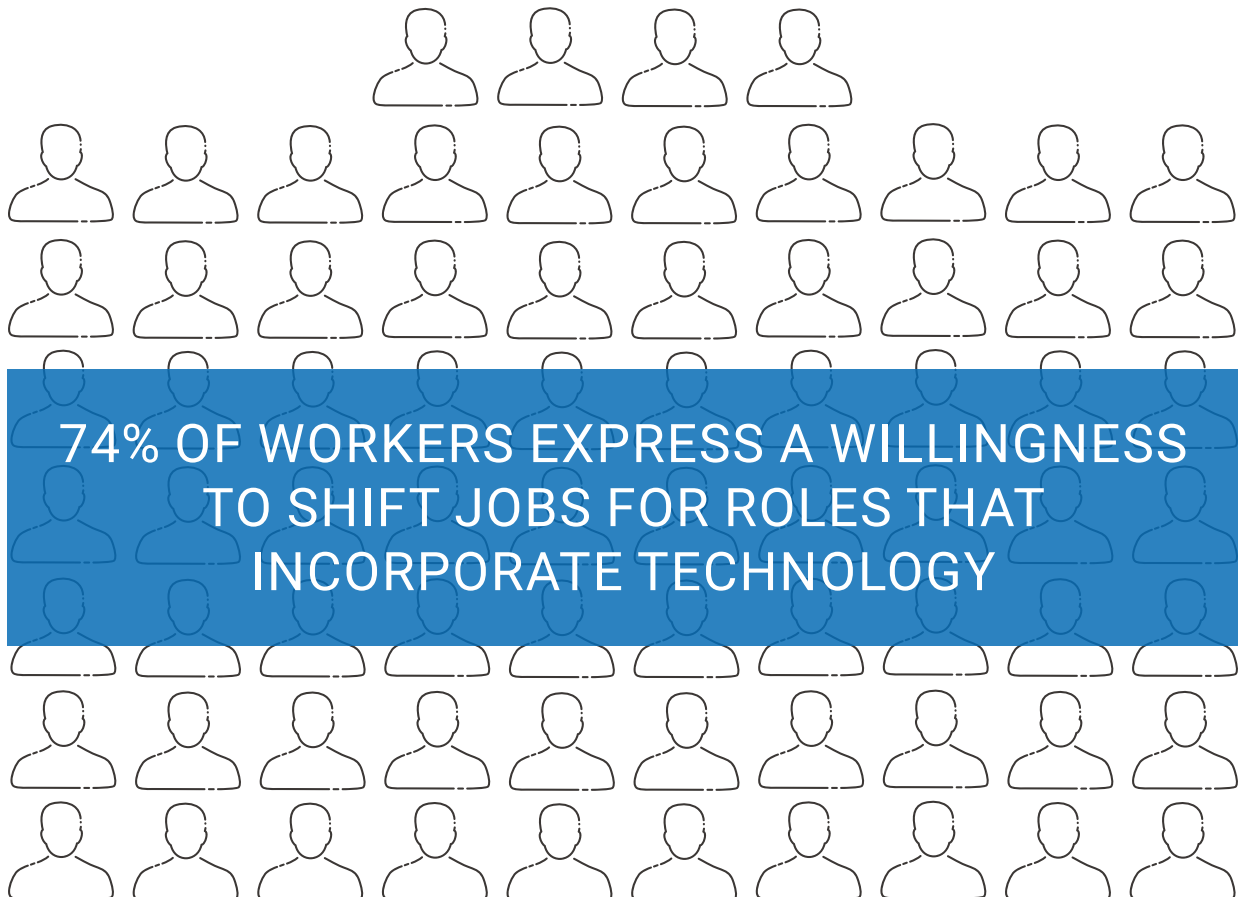 74% OF WORKERS EXPRESS A WILLINGNESS
TO SHIFT JOBS FOR ROLES THAT
INCORPORATE TECHNOLOGY